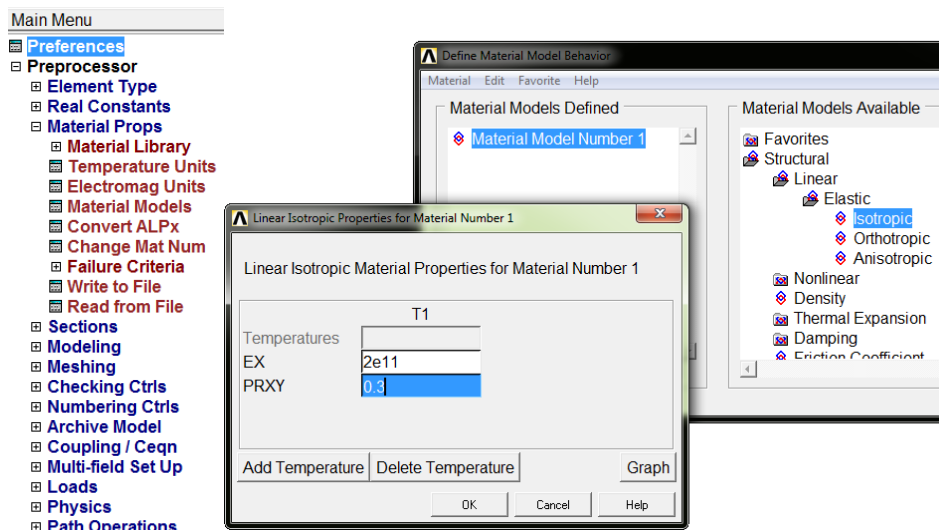 Main Menu
Preferences
Preprocessor
Element Type
Real Constants
Material Props
Material Library
Temperature Units
Electromag Units
Material Models
Convert ALPx
Change Mat Num
Failure Criteria
Write to File
Read from File
Sections
Modeling
Meshing
Checking Ctrls
Numbering Ctrls
Archive Model
Coupling / Ceqn
Multi-field Set Up
Loads
Physics
Path Operations
Define Material Model Behavior
Material Edit Favorite Help
Material Models Defined
Material Model Number 1
Material Models Available
Favorites
Structural
Linear
Elastic
Isotropic
Orthotropic
Anisotropic
Nonlinear
Density
Thermal Expansion
Damping
Friction Coefficient
Linear Isotropic Properties for Material Number 1
Linear Isotropic Material Properties for Material Number 1
T1
Temperatures
EX 2e11
PRXY 0.3
Add Temperature Delete Temperature Graph
OK Cancel Help